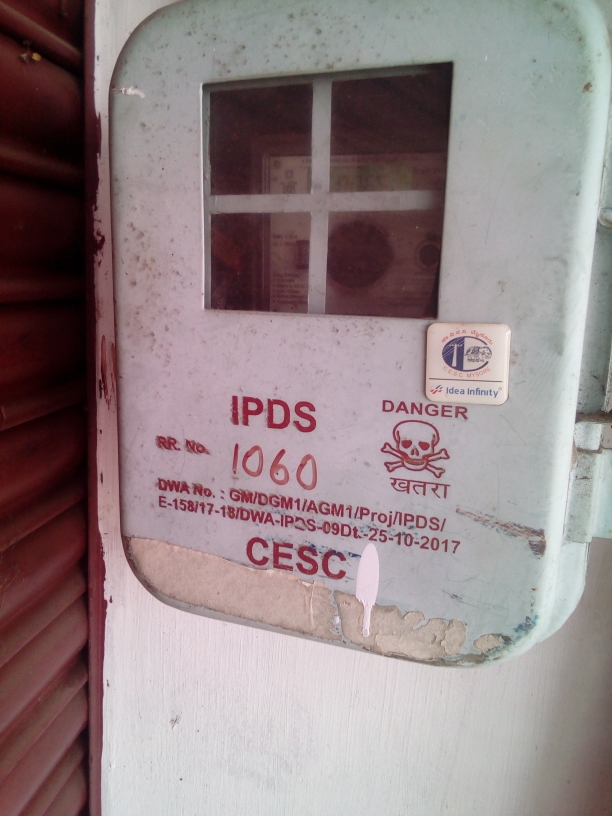 idea infinity
IPDS
DANGER
RR. No. 1060
खतरा
DWA No. : GM/DGM1/AGM1/Proj/IPDS/
E-158/17-18/DWA-IPDS-09Dt.-25-10-2017
CESC